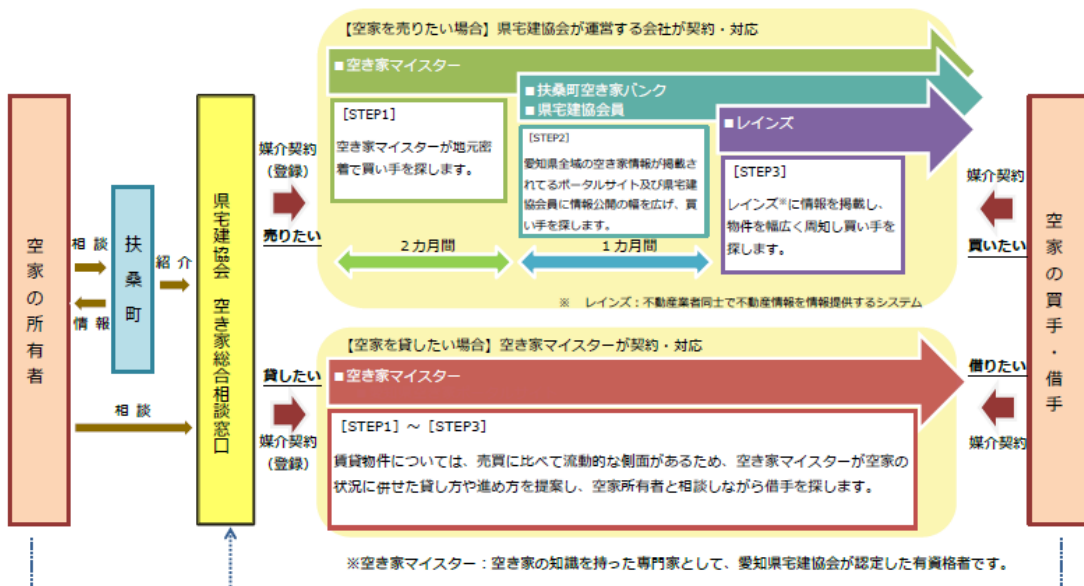 【空家を売りたい場合】県宅建協会が運営する会社が契約・対応
■空き家マイスター
■扶桑町空き家バンク
■県宅建協会員
■レインズ
[STEP1]
空き家マイスターが地元密
着で買い手を探します。
[STEP2]
愛知県全域の空き家情報が掲載さ
れてるポータルサイト及び県宅建
協会員に情報公開の幅を広げ、買
い手を探します。
[STEP3]
レインズ※に情報を掲載し、
物件を幅広く周知し買い手を
探します。
2カ月間
1カ月間
※ レインズ：不動産業者同士で不動産情報を情報提供するシステム
空家の所有者
相談
情報
扶桑町
紹介
相談
県宅建協会 空き家総合相談窓口
媒介契約
(登録)
売りたい
貸したい
媒介契約
(登録)
【空家を貸したい場合】空き家マイスターが契約・対応
■空き家マイスター
[STEP1] ～ [STEP3]
賃貸物件については、売買に比べて流動的な側面があるため、空き家マイスターが空家の
状況に併せた貸し方や進め方を提案し、空家所有者と相談しながら借手を探します。
媒介契約
買いたい
借りたい
媒介契約
空家の買手・借手
※空き家マイスター：空き家の知識を持った専門家として、愛知県宅建協会が認定した有資格者です。